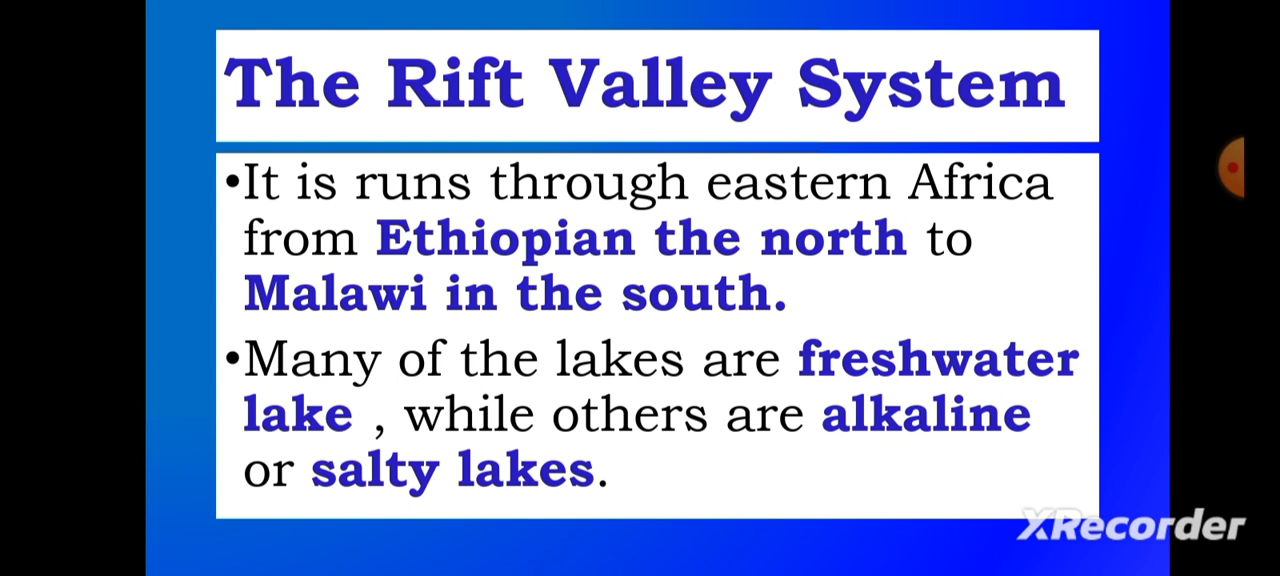 The Rift Valley System
•It is runs through eastern Africa
from Ethiopian the north to
Malawi in the south.
•Many of the lakes are freshwater
lake , while others are alkaline
or salty lakes.
XRecorder